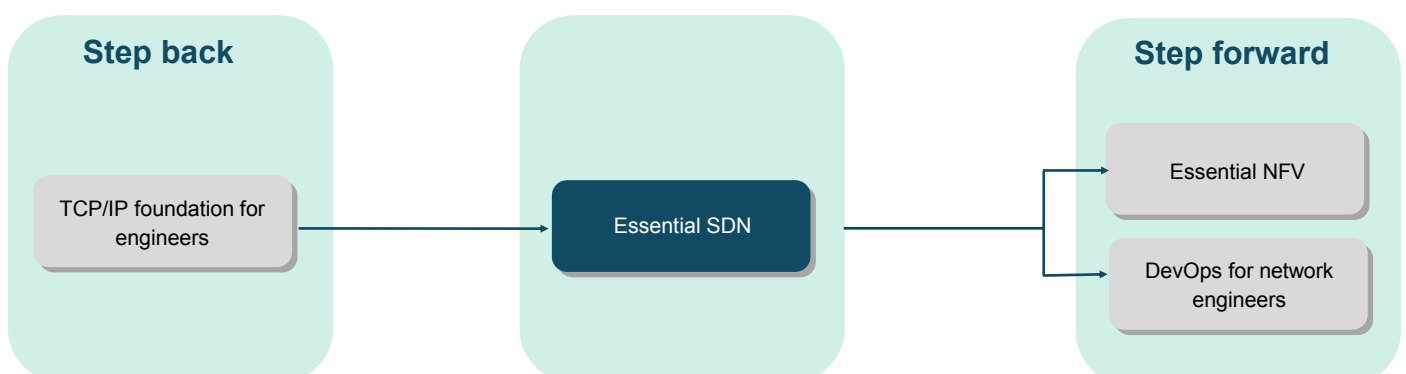 Step back
TCP/IP foundation for
engineers
Essential SDN
Step forward
Essential NFV
DevOps for network
engineers